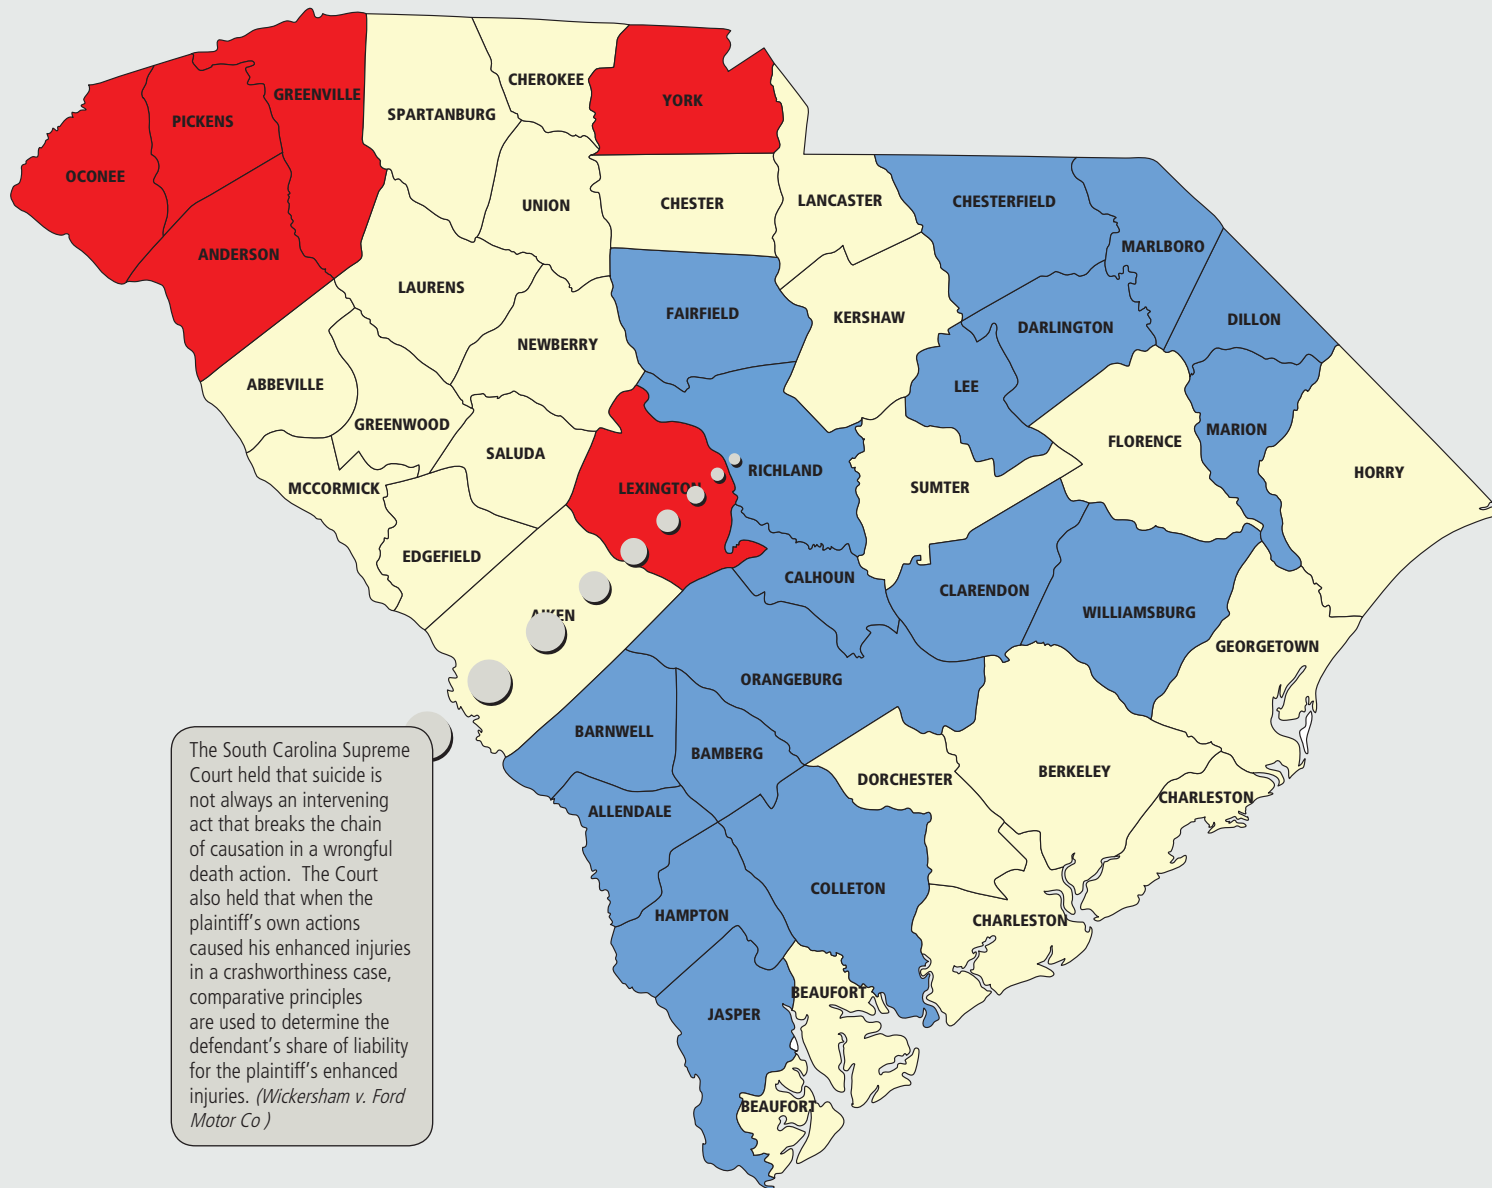 CHEROKEE
GREENVILLE
YORK
SPARTANBURG
PICKENS
OCONEE
UNION
CHESTER
LANCASTER
CHESTERFIELD
MARLBORO
ANDERSON
LAURENS
FAIRFIELD
KERSHAW
DARLINGTON
DILLON
NEWBERRY
ABBEVILLE
LEE
GREENWOOD
MARION
FLORENCE
SALUDA
RICHLAND
HORRY
MCCORMICK
LEXINGTON
SUMTER
EDGEFIELD
CALHOUN
CLARENDON
AIKEN
WILLIAMSBURG
GEORGETOWN
ORANGEBURG
BARNWELL
BAMBERG
DORCHESTER
BERKELEY
CHARLESTON
ALLENDALE
COLLETON
HAMPTON
CHARLESTON
BEAUFORT
JASPER
BEAUFORT
The South Carolina Supreme
Court held that suicide is
not always an intervening
act that breaks the chain
of causation in a wrongful
death action. The Court
also held that when the
plaintiff's own actions
caused his enhanced injuries
in a crashworthiness case,
comparative principles
are used to determine the
defendant's share of liability
for the plaintiff's enhanced
injuries. (Wickersham v. Ford
Motor Co )